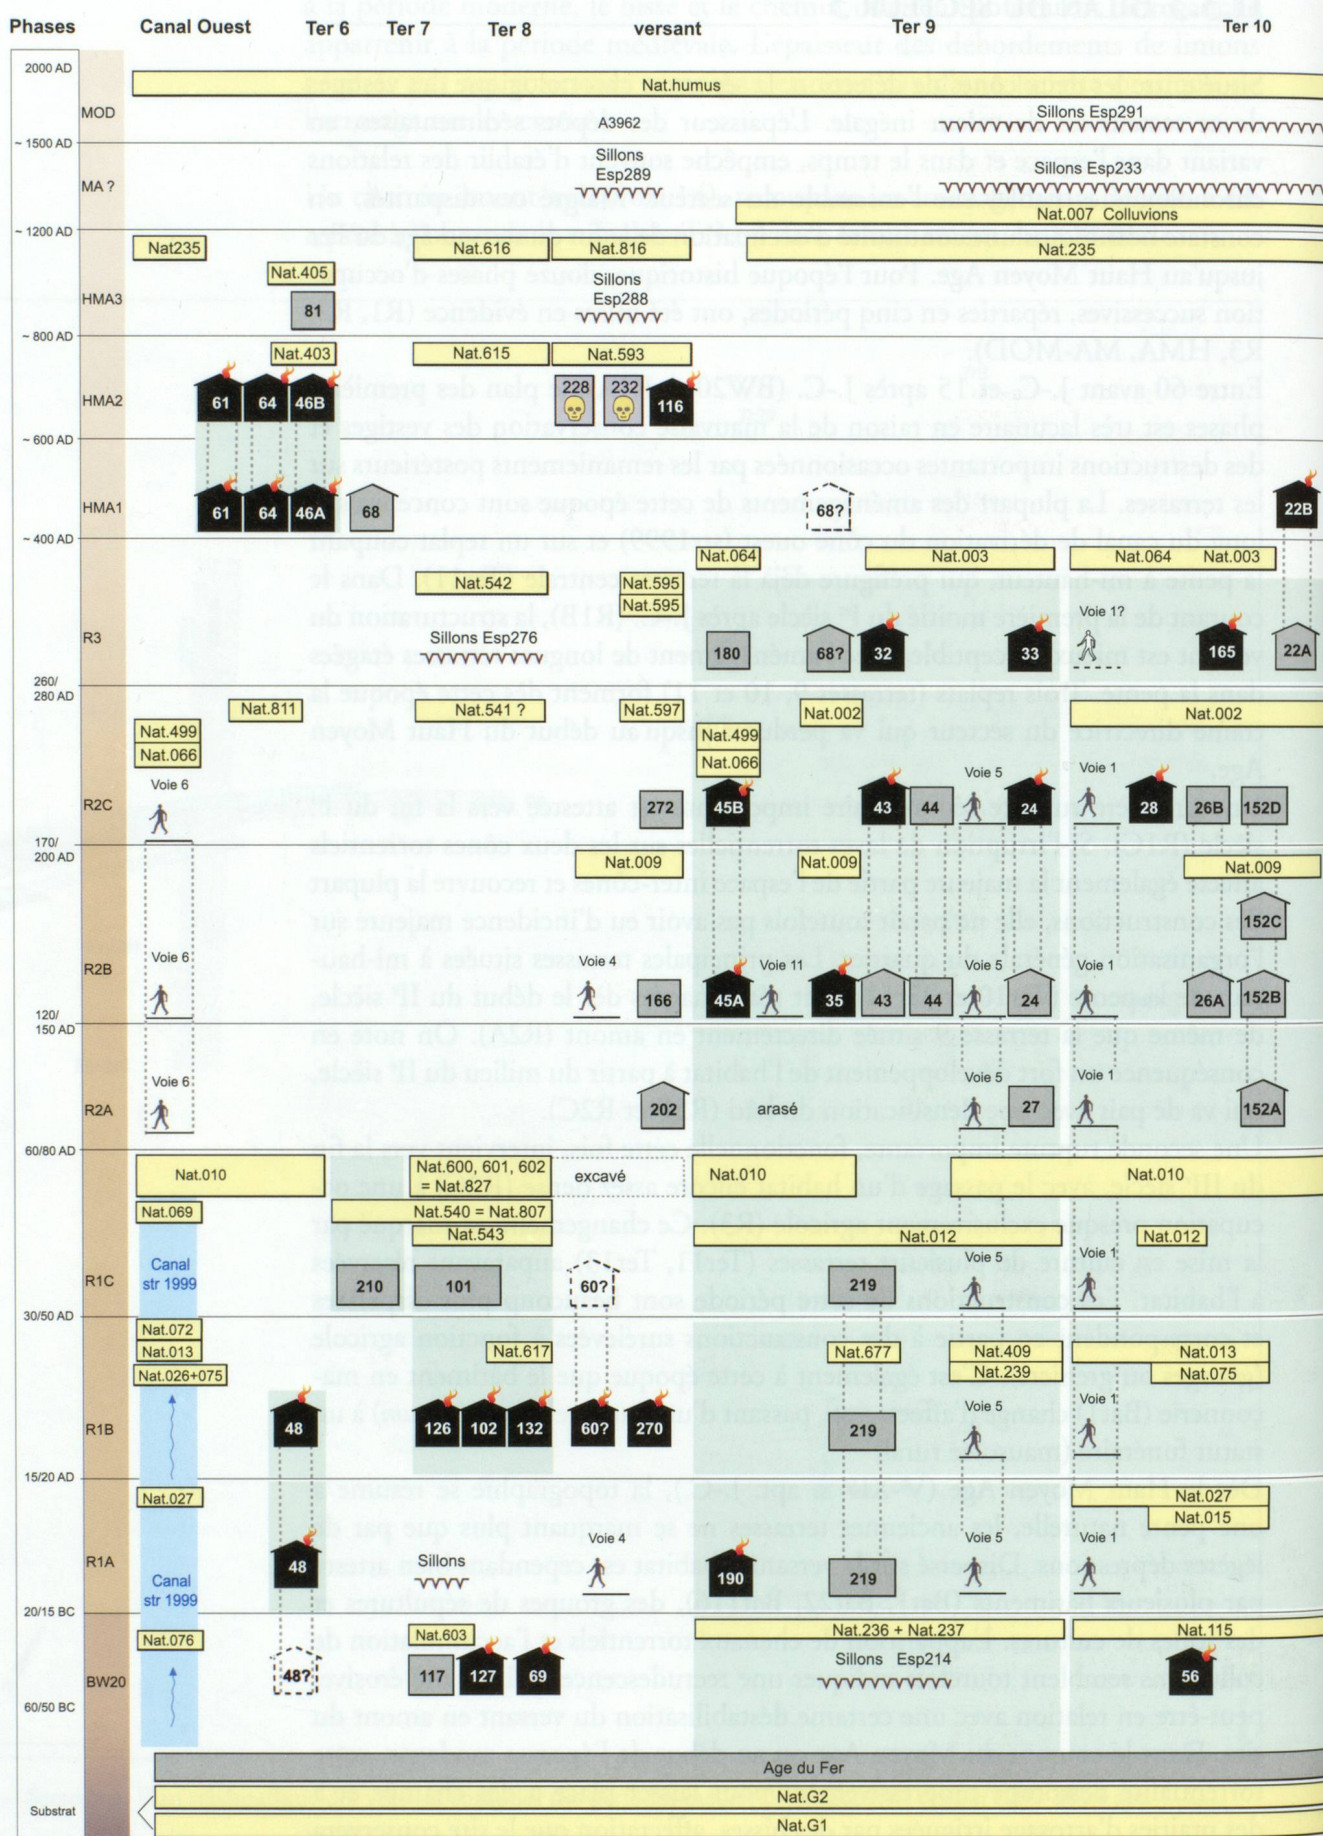 Phases Canal Ouest Ter 6 Ter 7 Ter 8 versant Ter 9 Ter 10
2000 AD
Nat.humus
MOD
A3962
Sillons Esp291
~ 1500 AD
Sillons
Esp289
Sillons Esp233
MA ?
Nat.007 Colluvions
~ 1200 AD
Nat235 Nat.616 Nat.816 Nat.235
Nat.405
Sillons
Esp288
HMA3
81
~ 800 AD
Nat.403 Nat.615 Nat.593
228 232
HMA2
61 64 46B 116
~ 600 AD
HMA1
61 64 46A 68 68? 22B
~ 400 AD
Nat.064 Nat.003 Nat.064 Nat.003
Nat.542 Nat.595
Nat.595
Voie 1?
R3
Sillons Esp276
180 68? 32 33 165 22A
260/
280 AD
Nat.811 Nat.541 ? Nat.597 Nat.002 Nat.002
Nat.499 Nat.499
Nat.066 Nat.066
Voie 6 Voie 5 Voie 1
R2C
272 45B 43 44 24 28 26B 152D
170/
200 AD
Nat.009 Nat.009 Nat.009
152C
Voie 6 Voie 4 Voie 11 Voie 5 Voie 1
R2B
166 45A 35 43 44 24 26A 152B
120/
150 AD
Voie 6 Voie 5 Voie 1
R2A
202 arasé 27 152A
60/80 AD
Nat.010 Nat.600, 601, 602
= Nat.827
excavé Nat.010 Nat.010
Nat.069 Nat.540 = Nat.807
Nat.543 Nat.012 Nat.012
Canal
str 1999
Voie 5 Voie 1
R1C
210 101 60? 219
30/50 AD
Nat.072
Nat.013 Nat.617 Nat.677 Nat.409 Nat.013
Nat.026+075 Nat.239 Nat.075
Voie 5 Voie 1
R1B
48 126 102 132 60? 270 219
15/20 AD
Nat.027 Nat.027
Nat.015
Sillons Voie 4 Voie 5 Voie 1
R1A
48 190 219
Canal
str 1999
20/15 BC
Nat.076 Nat.603 Nat.236 + Nat.237 Nat.115
Sillons Esp214
BW20
48? 117 127 69 56
60/50 BC
Age du Fer
Nat.G2
Substrat
Nat.G1